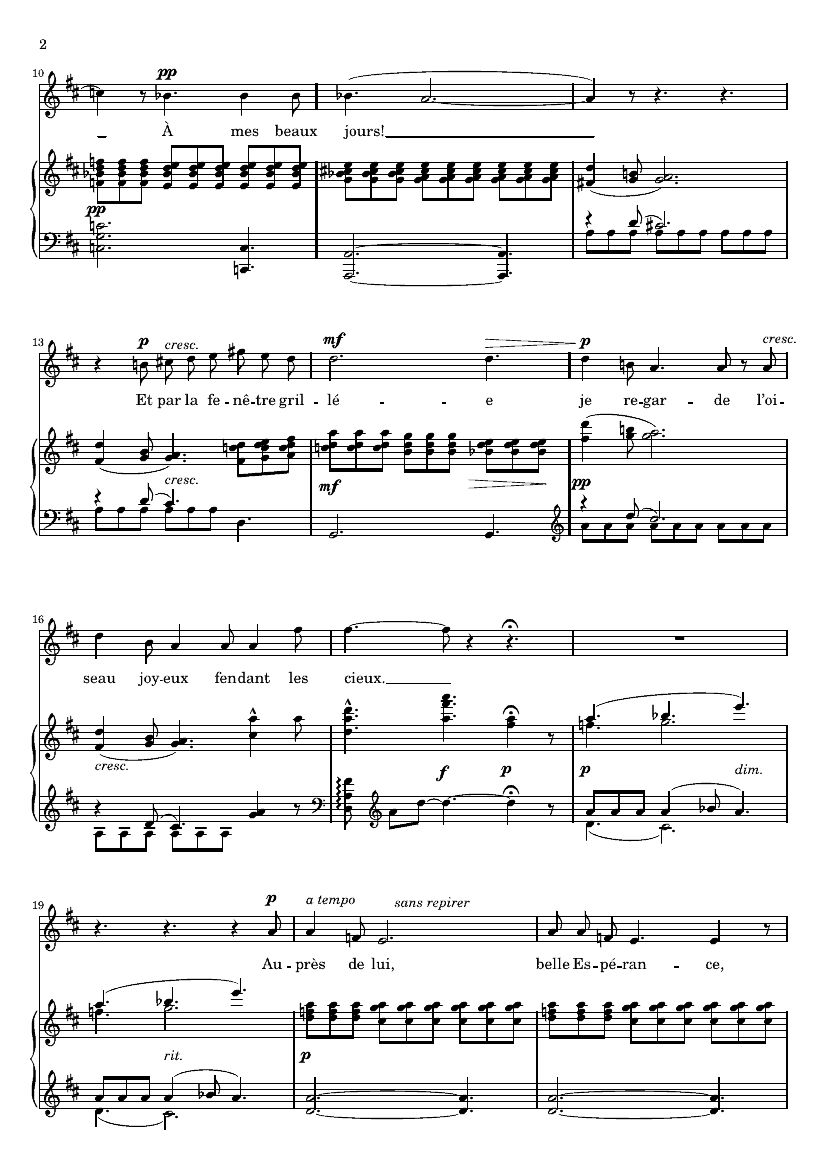 2
10
pp
À mes beaux jours!
pp
13
p cresc. mf p cresc.
Et par la fe - nê - tre gril - lé - - e je re - gar - de l'oi -
cresc.
mf pp
16
seau joy - eux fendant les cieux.
cresc. f p p dim.
19
p a tempo sans repirer
Au - près de lui, belle Es - pé - ran - ce,
rit. p